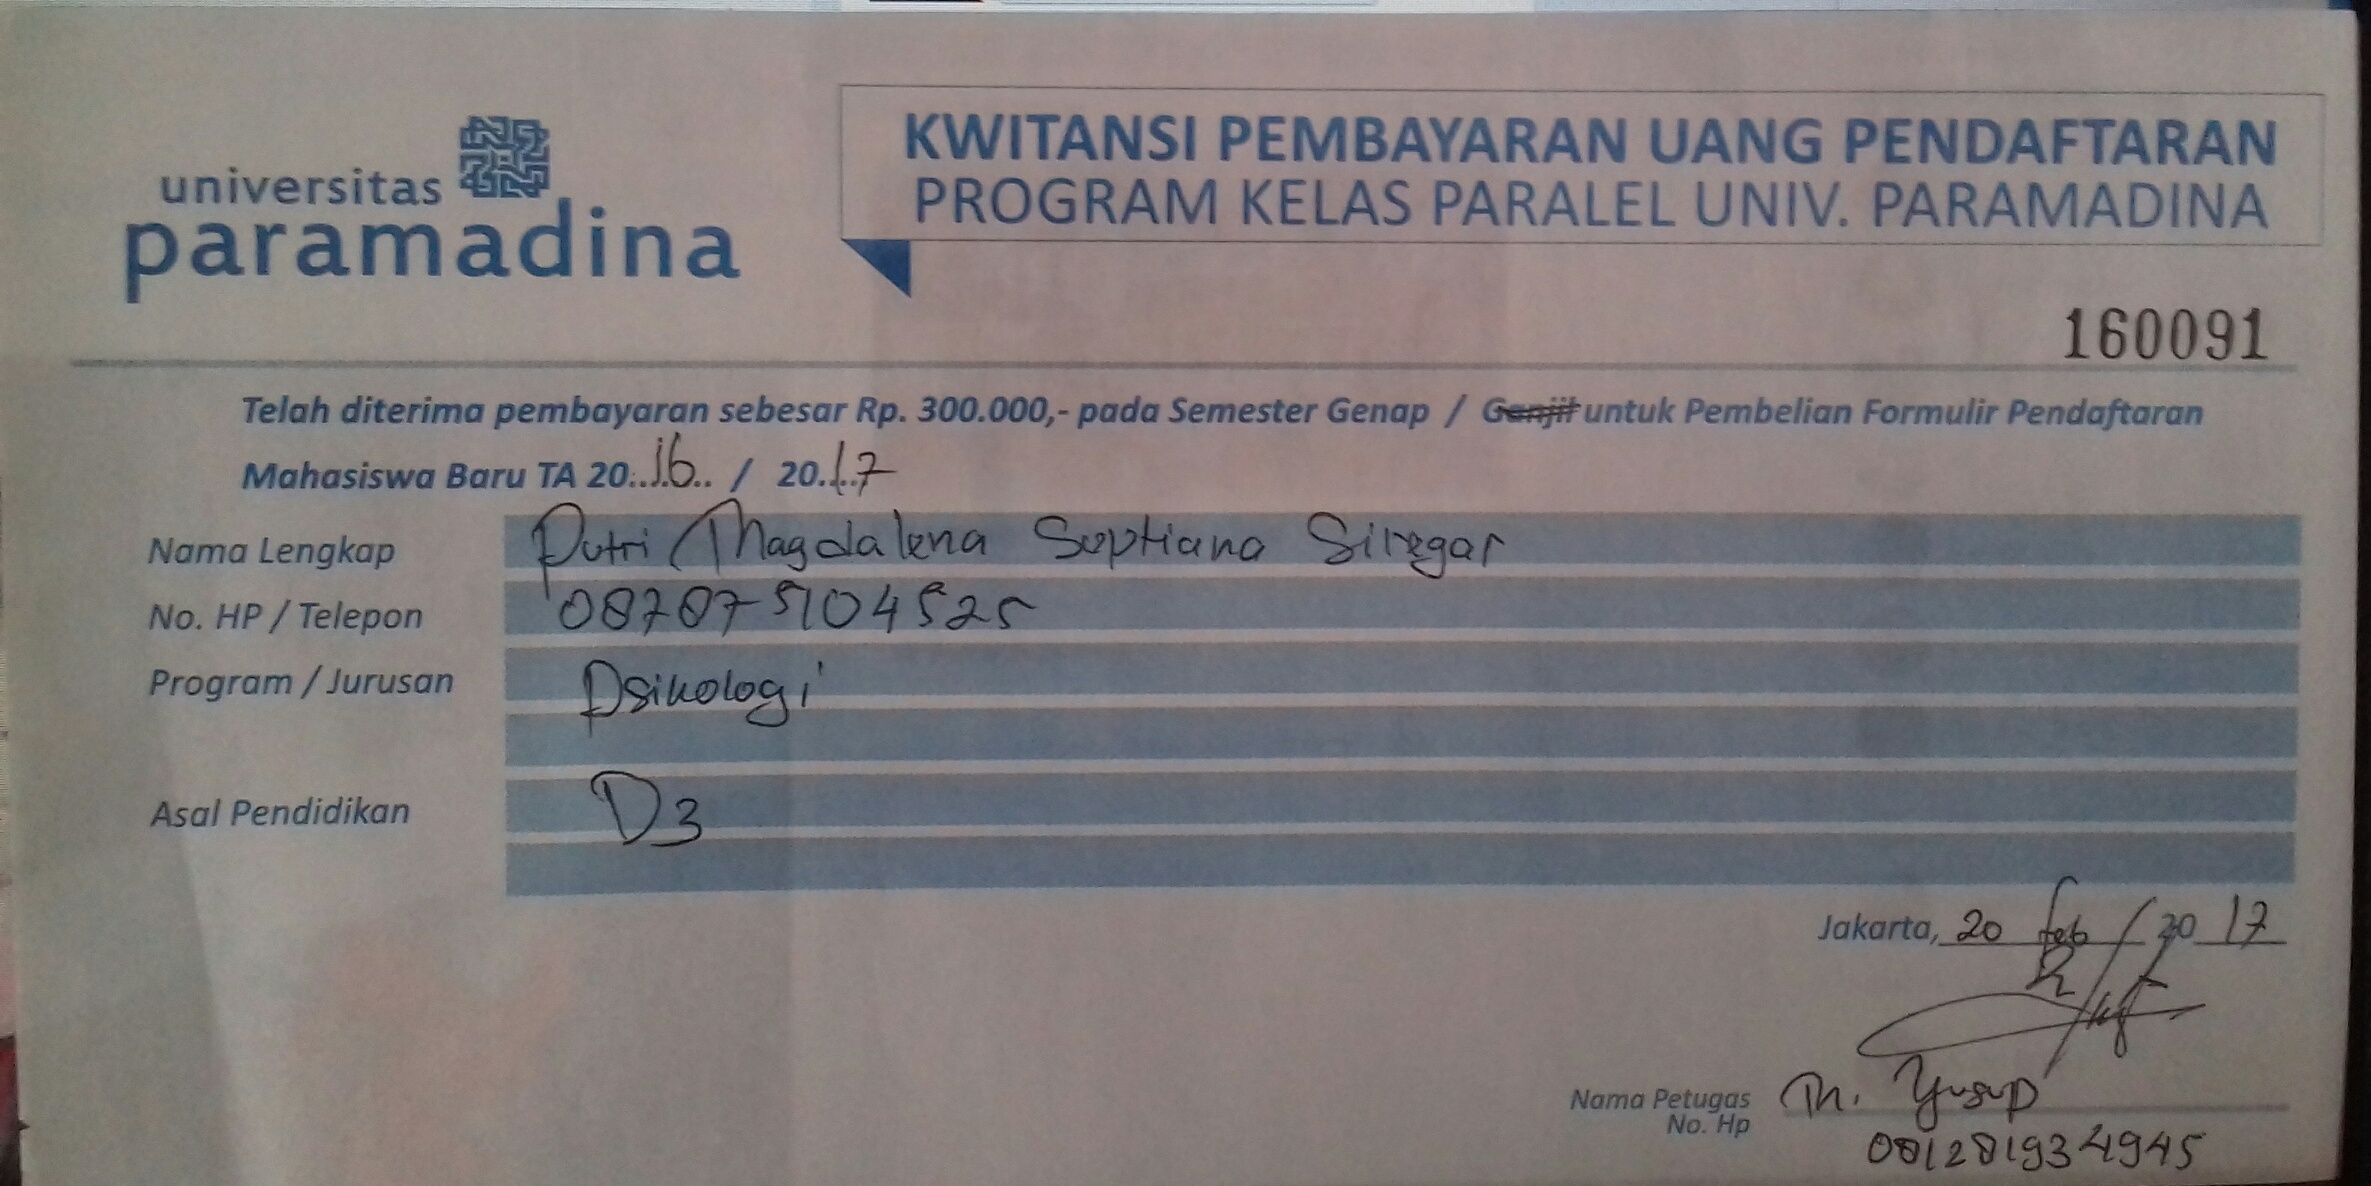 universitas
paramadina
KWITANSI PEMBAYARAN UANG PENDAFTARAN
PROGRAM KELAS PARALEL UNIV. PARAMADINA
160091
Telah diterima pembayaran sebesar Rp. 300.000,- pada Semester Genap / Ganjil untuk Pembelian Formulir Pendaftaran
Mahasiswa Baru TA 20..16.. / 20..17
Nama Lengkap Putri Magdalena Septiana Siregar
No. HP / Telepon 087875104525
Program / Jurusan Psikologi
Asal Pendidikan D3
Jakarta, 20 Feb / 20 17
Nama Petugas M. Yusup
No. Hp 081281934945